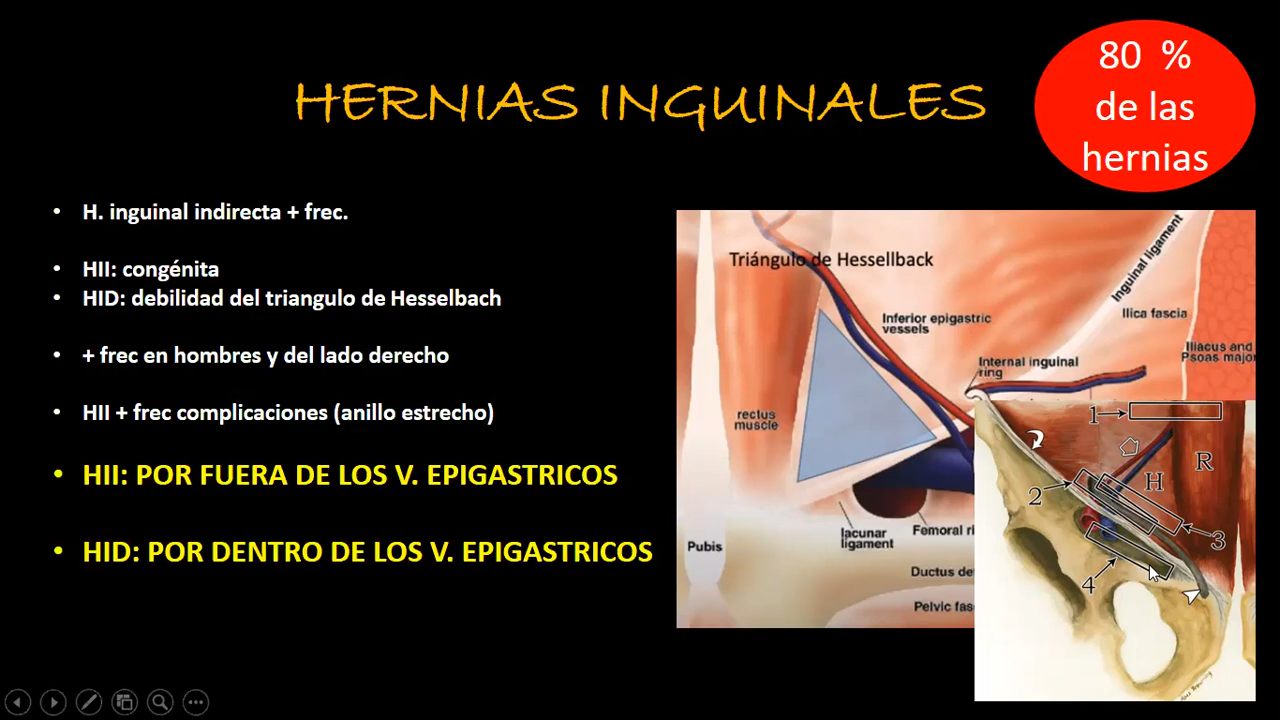 HERNIAS INGUINALES
80 %
de las
hernias
• H. inguinal indirecta + frec.
• HII: congénita
• HID: debilidad del triangulo de Hesselbach
• + frec en hombres y del lado derecho
• HII + frec complicaciones (anillo estrecho)
• HII: POR FUERA DE LOS V. EPIGASTRICOS
• HID: POR DENTRO DE LOS V. EPIGASTRICOS
Triángulo de Hessellback
Inguinal ligament
Ilica fascia
Inferior epigastric
vessels
Iliacus and
Psoas major
Internal inguinal
ring
rectus
muscle
lacunar
ligament
Femoral ri
Pubis
Ductus de
Pelvic fas
1
R
H
2
3
4